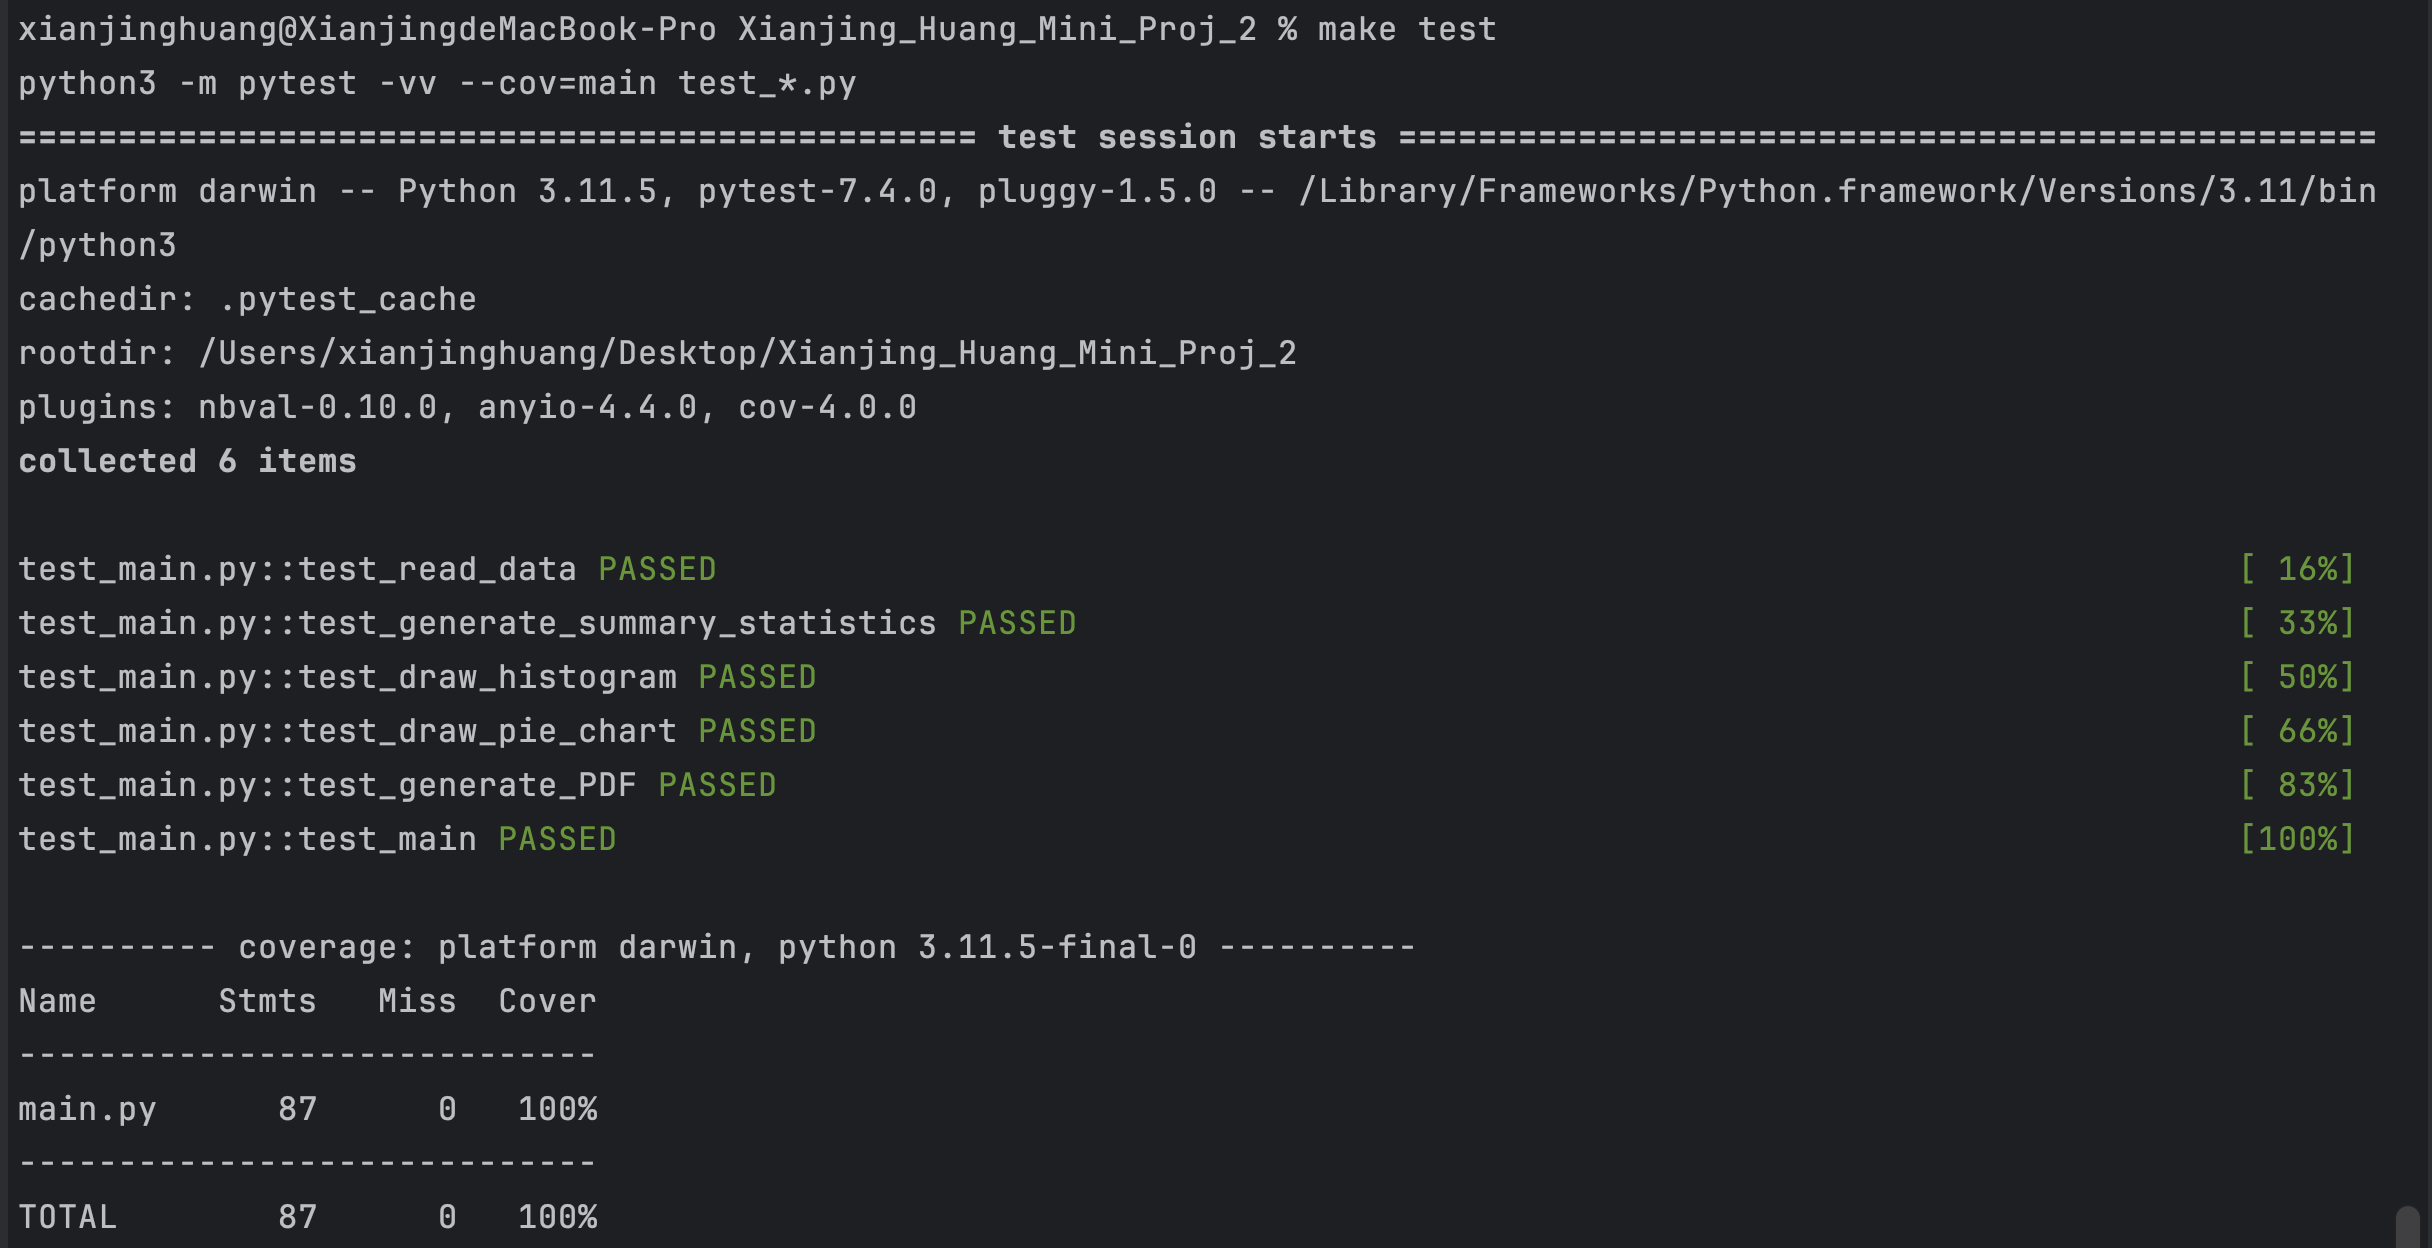 xianjinghuang@XianjingdeMacBook-Pro Xianjing_Huang_Mini_Proj_2 % make test
python3 -m pytest -vv --cov=main test_*.py
================================================ test session starts =================================================
platform darwin -- Python 3.11.5, pytest-7.4.0, pluggy-1.5.0 -- /Library/Frameworks/Python.framework/Versions/3.11/bin
/python3
cachedir: .pytest_cache
rootdir: /Users/xianjinghuang/Desktop/Xianjing_Huang_Mini_Proj_2
plugins: nbval-0.10.0, anyio-4.4.0, cov-4.0.0
collected 6 items
test_main.py::test_read_data PASSED [ 16%]
test_main.py::test_generate_summary_statistics PASSED [ 33%]
test_main.py::test_draw_histogram PASSED [ 50%]
test_main.py::test_draw_pie_chart PASSED [ 66%]
test_main.py::test_generate_PDF PASSED [ 83%]
test_main.py::test_main PASSED [100%]
---------- coverage: platform darwin, python 3.11.5-final-0 ----------
Name      Stmts   Miss  Cover
-----------------------------
main.py      87      0   100%
-----------------------------
TOTAL        87      0   100%